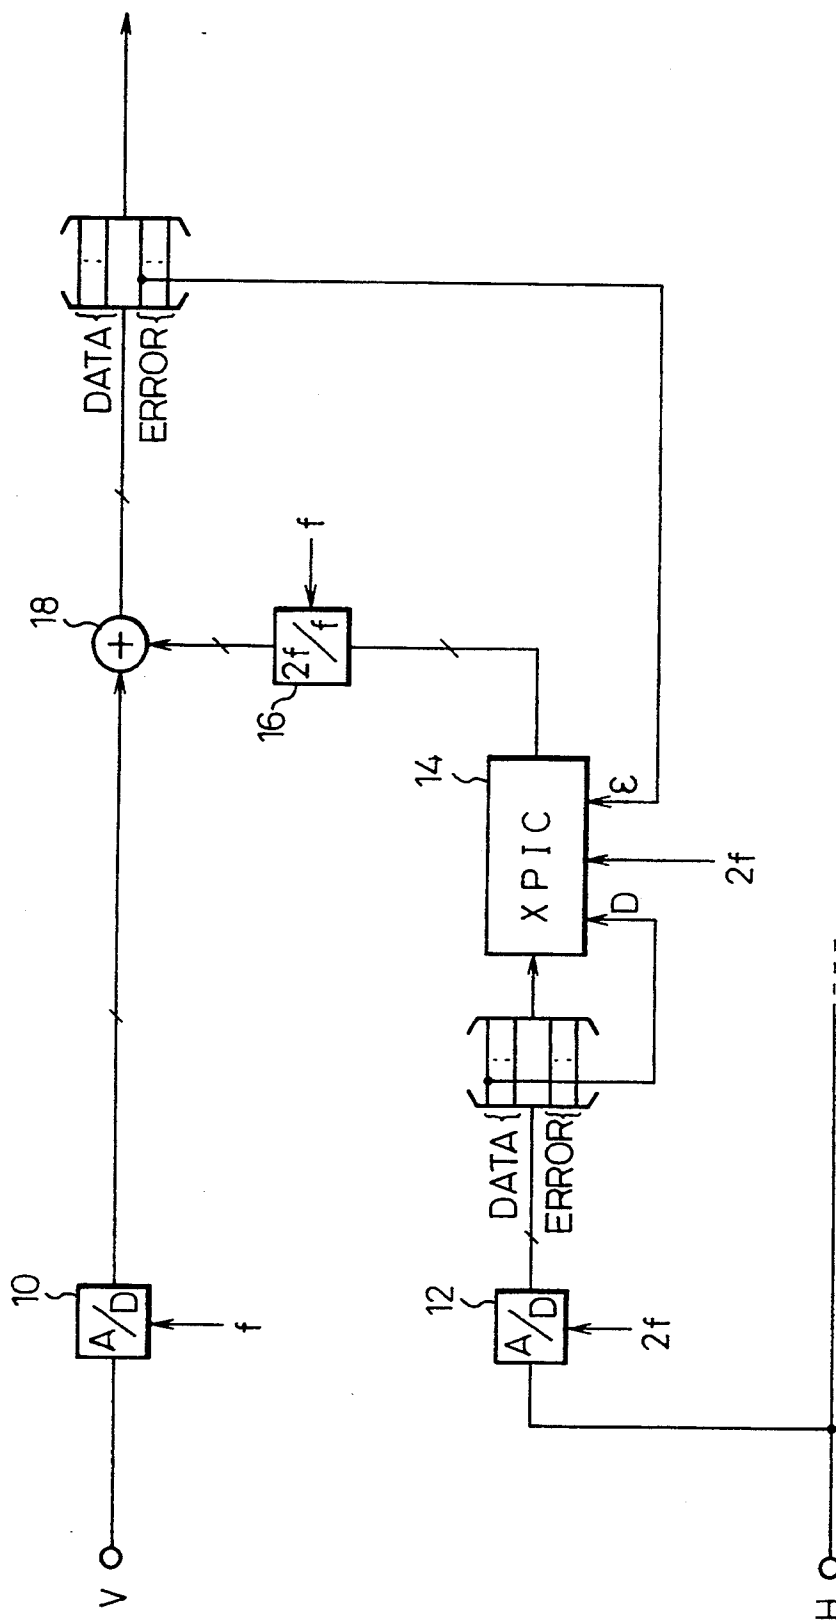 V
10
A/D
f
18
+
DATA
ERROR
16
2f/f
f
12
A/D
2f
DATA
ERROR
14
XPIC
D
2f
ε
H